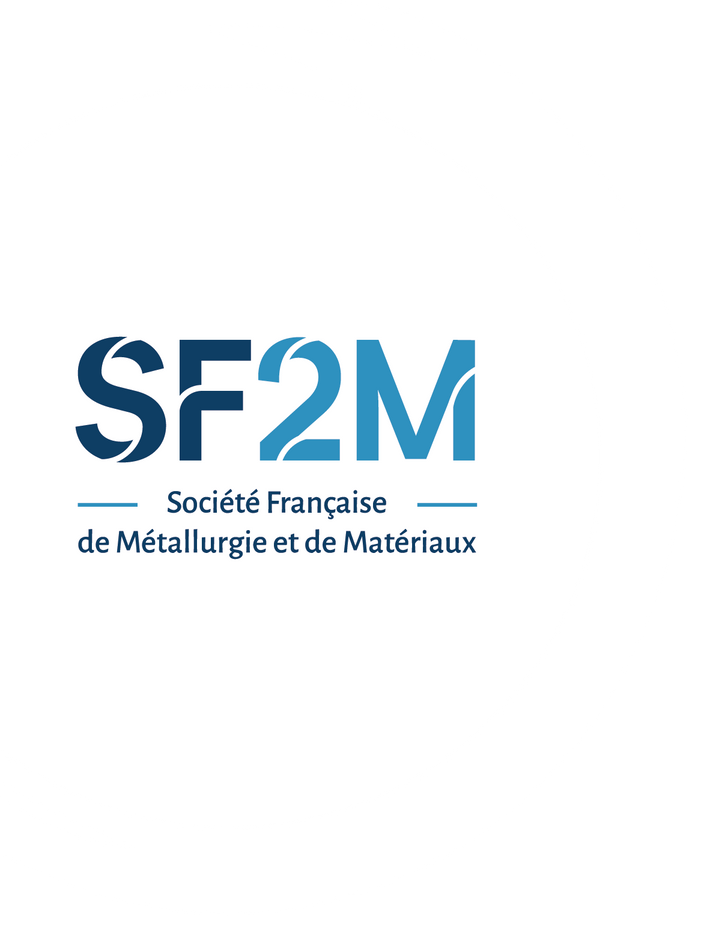 SF2M
Société Française
de Métallurgie et de Matériaux